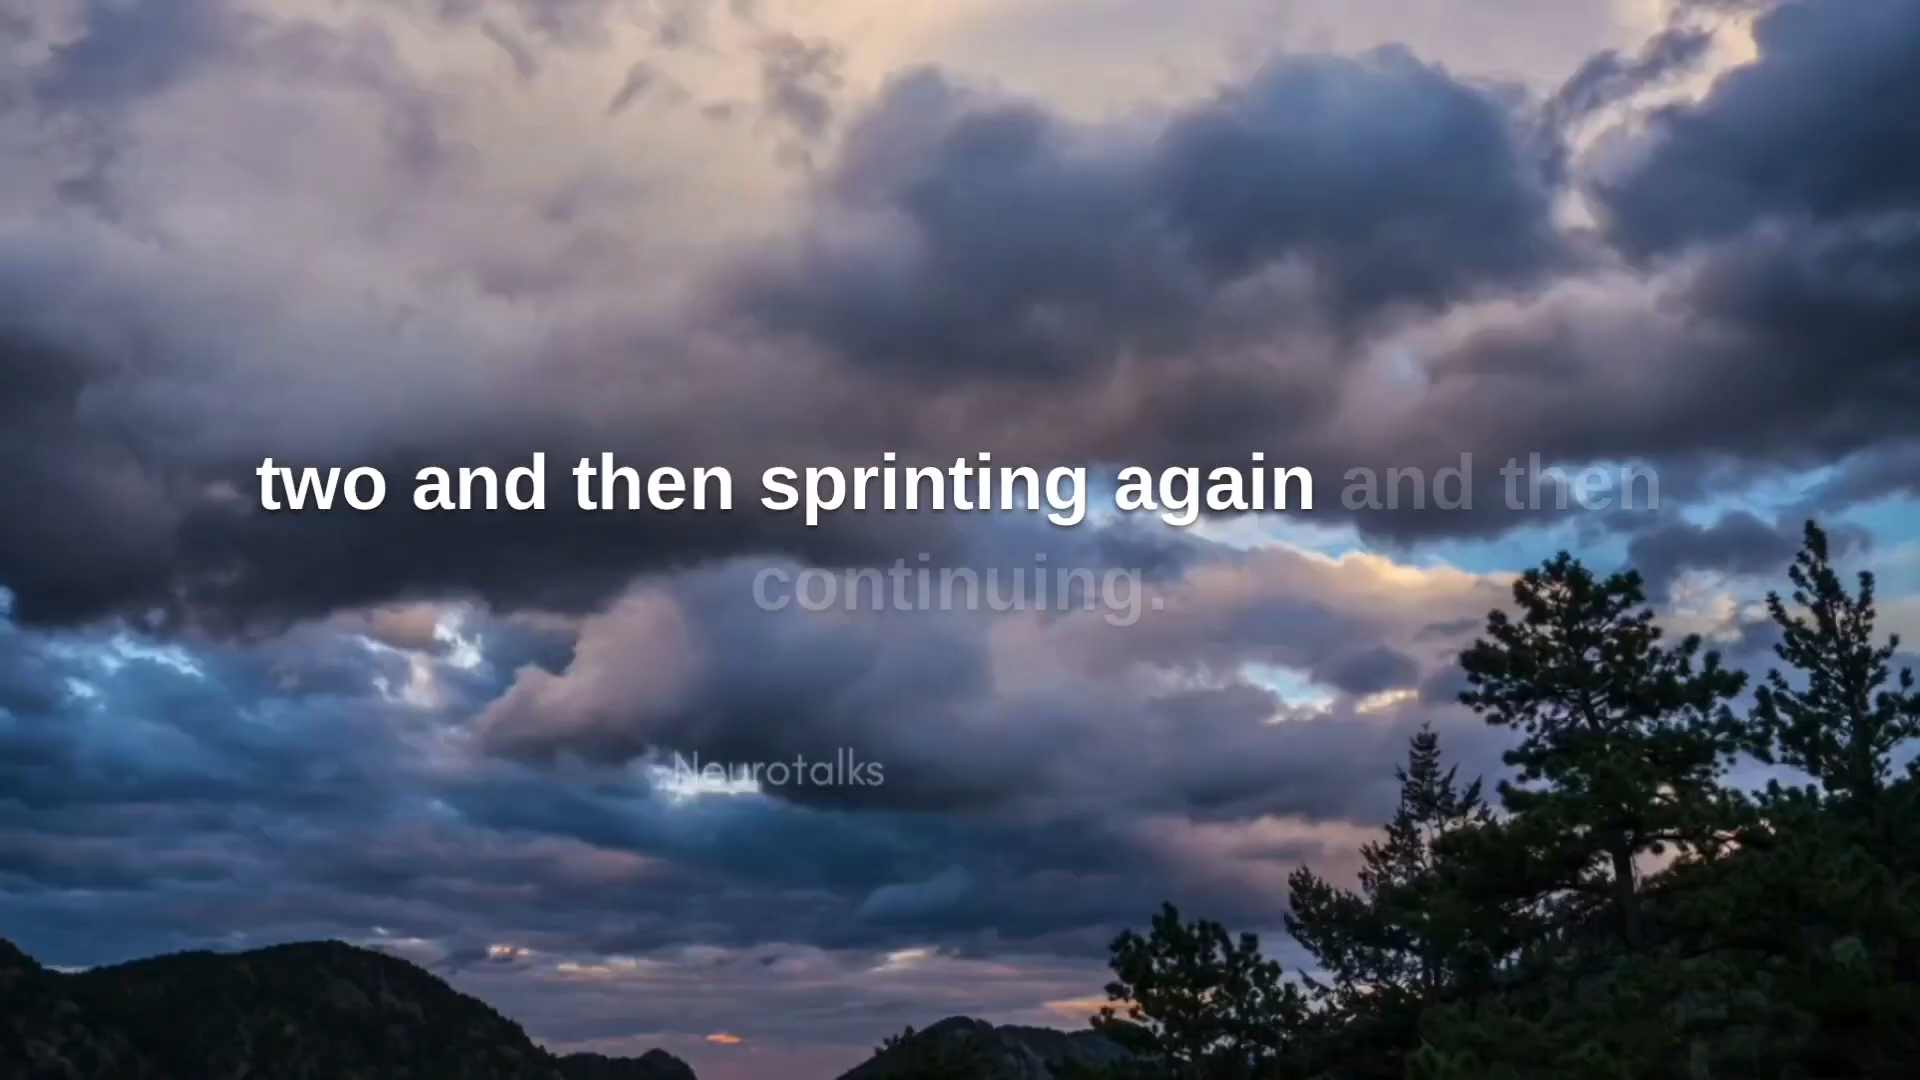 two and then sprinting again and then
continuing.
Neurotalks